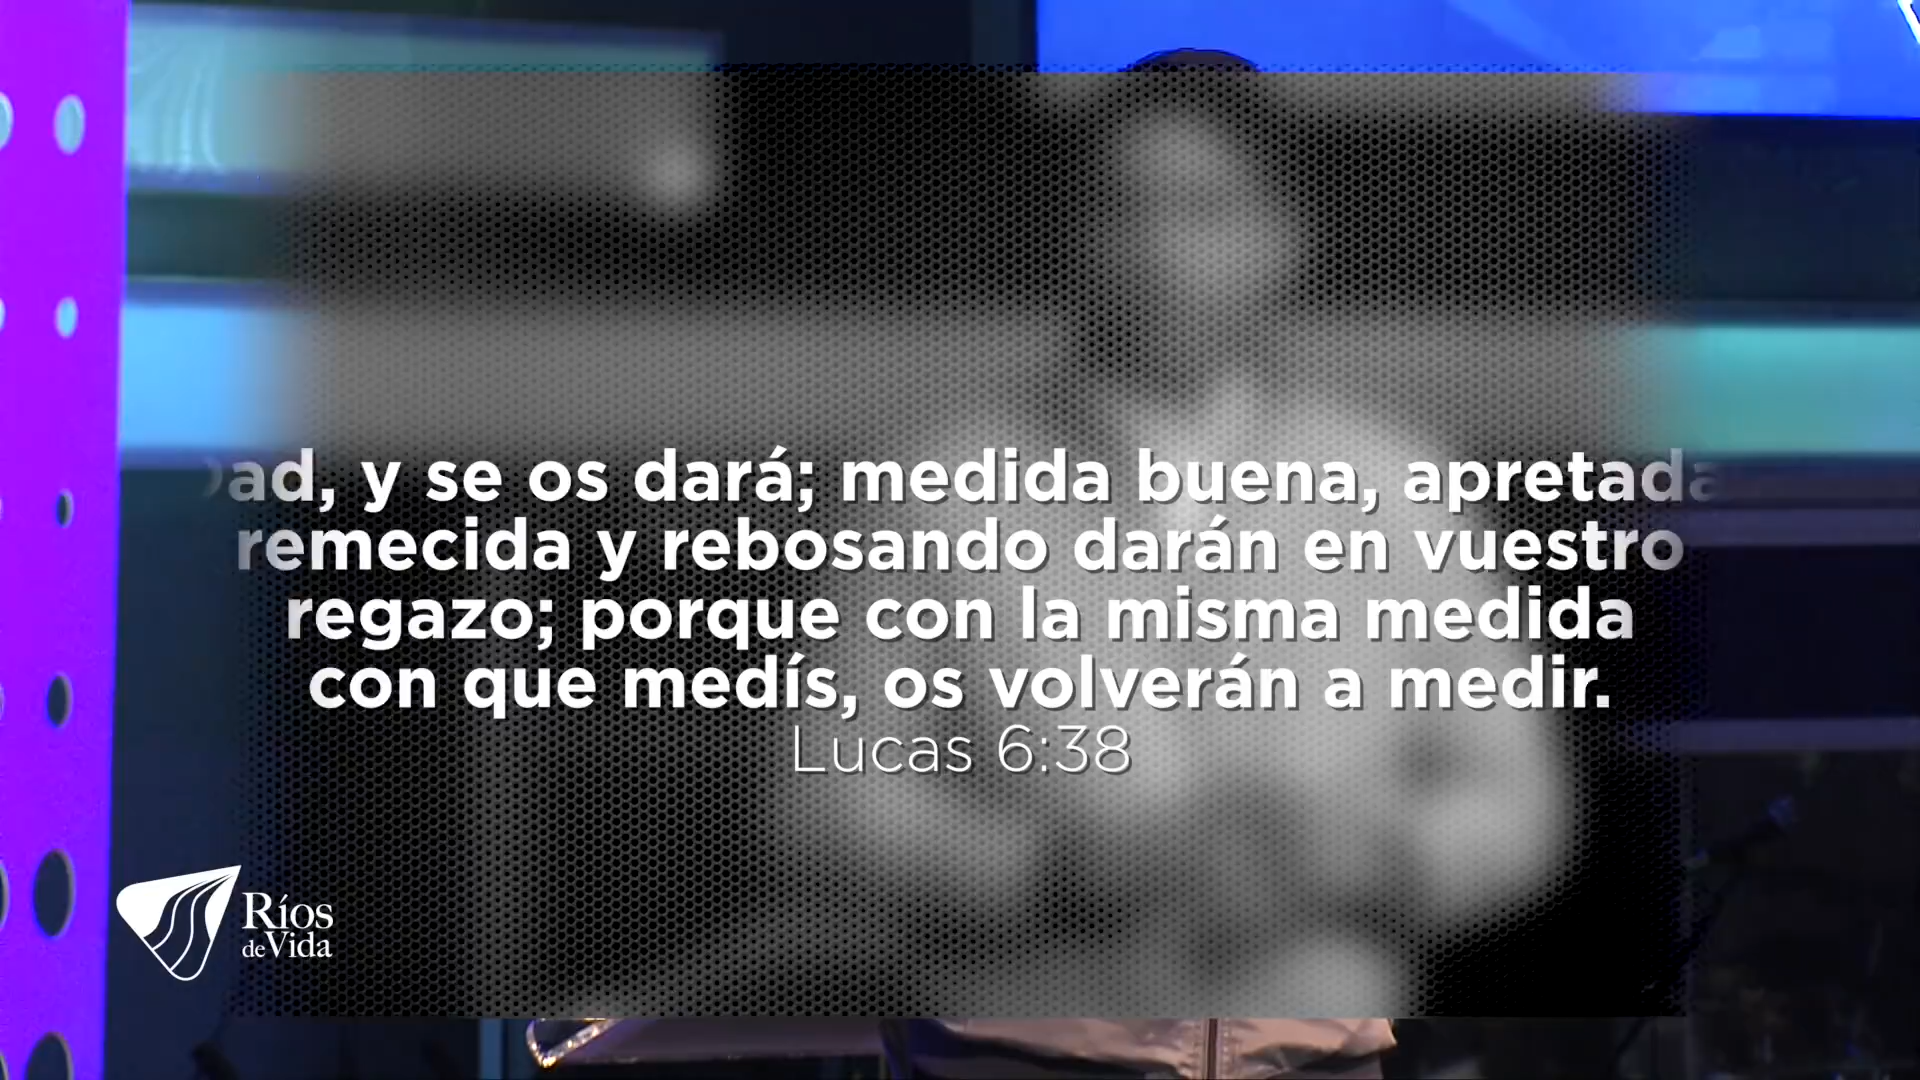 ad, y se os dará; medida buena, apretada
remecida y rebosando darán en vuestro
regazo; porque con la misma medida
con que medís, os volverán a medir.
Lucas 6:38
Ríos
de Vida